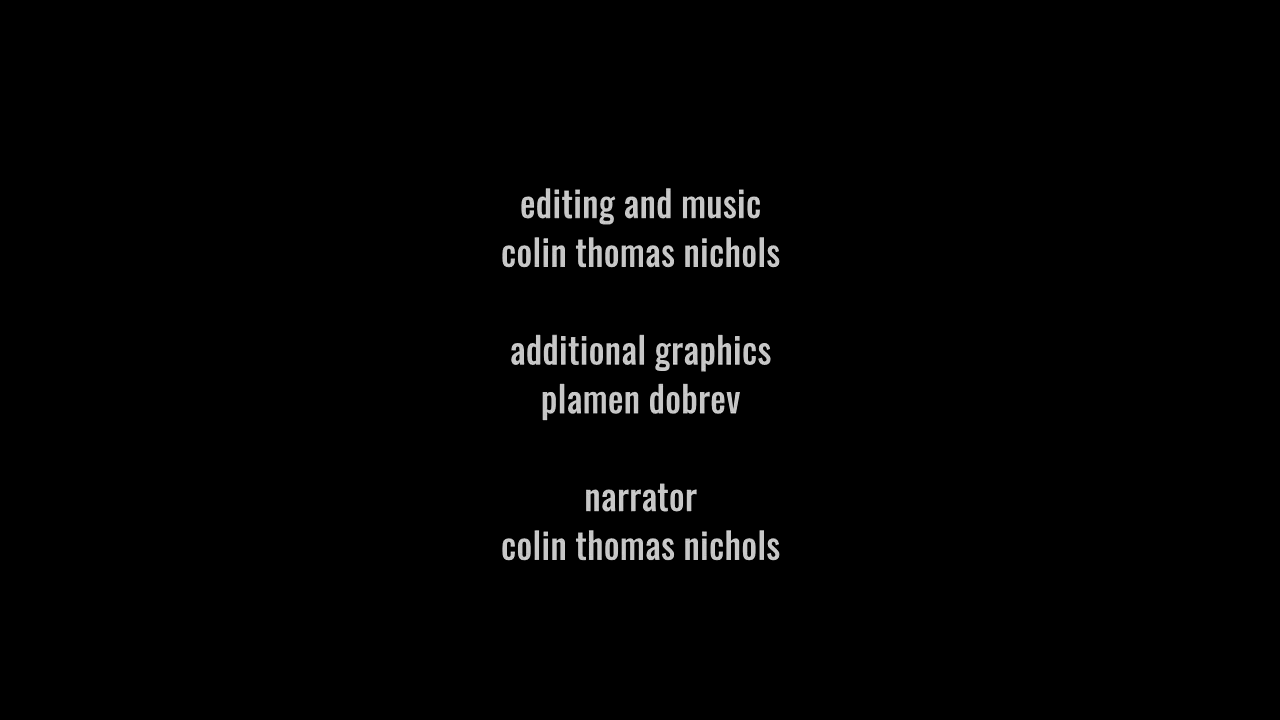 editing and music
colin thomas nichols
additional graphics
plamen dobrev
narrator
colin thomas nichols